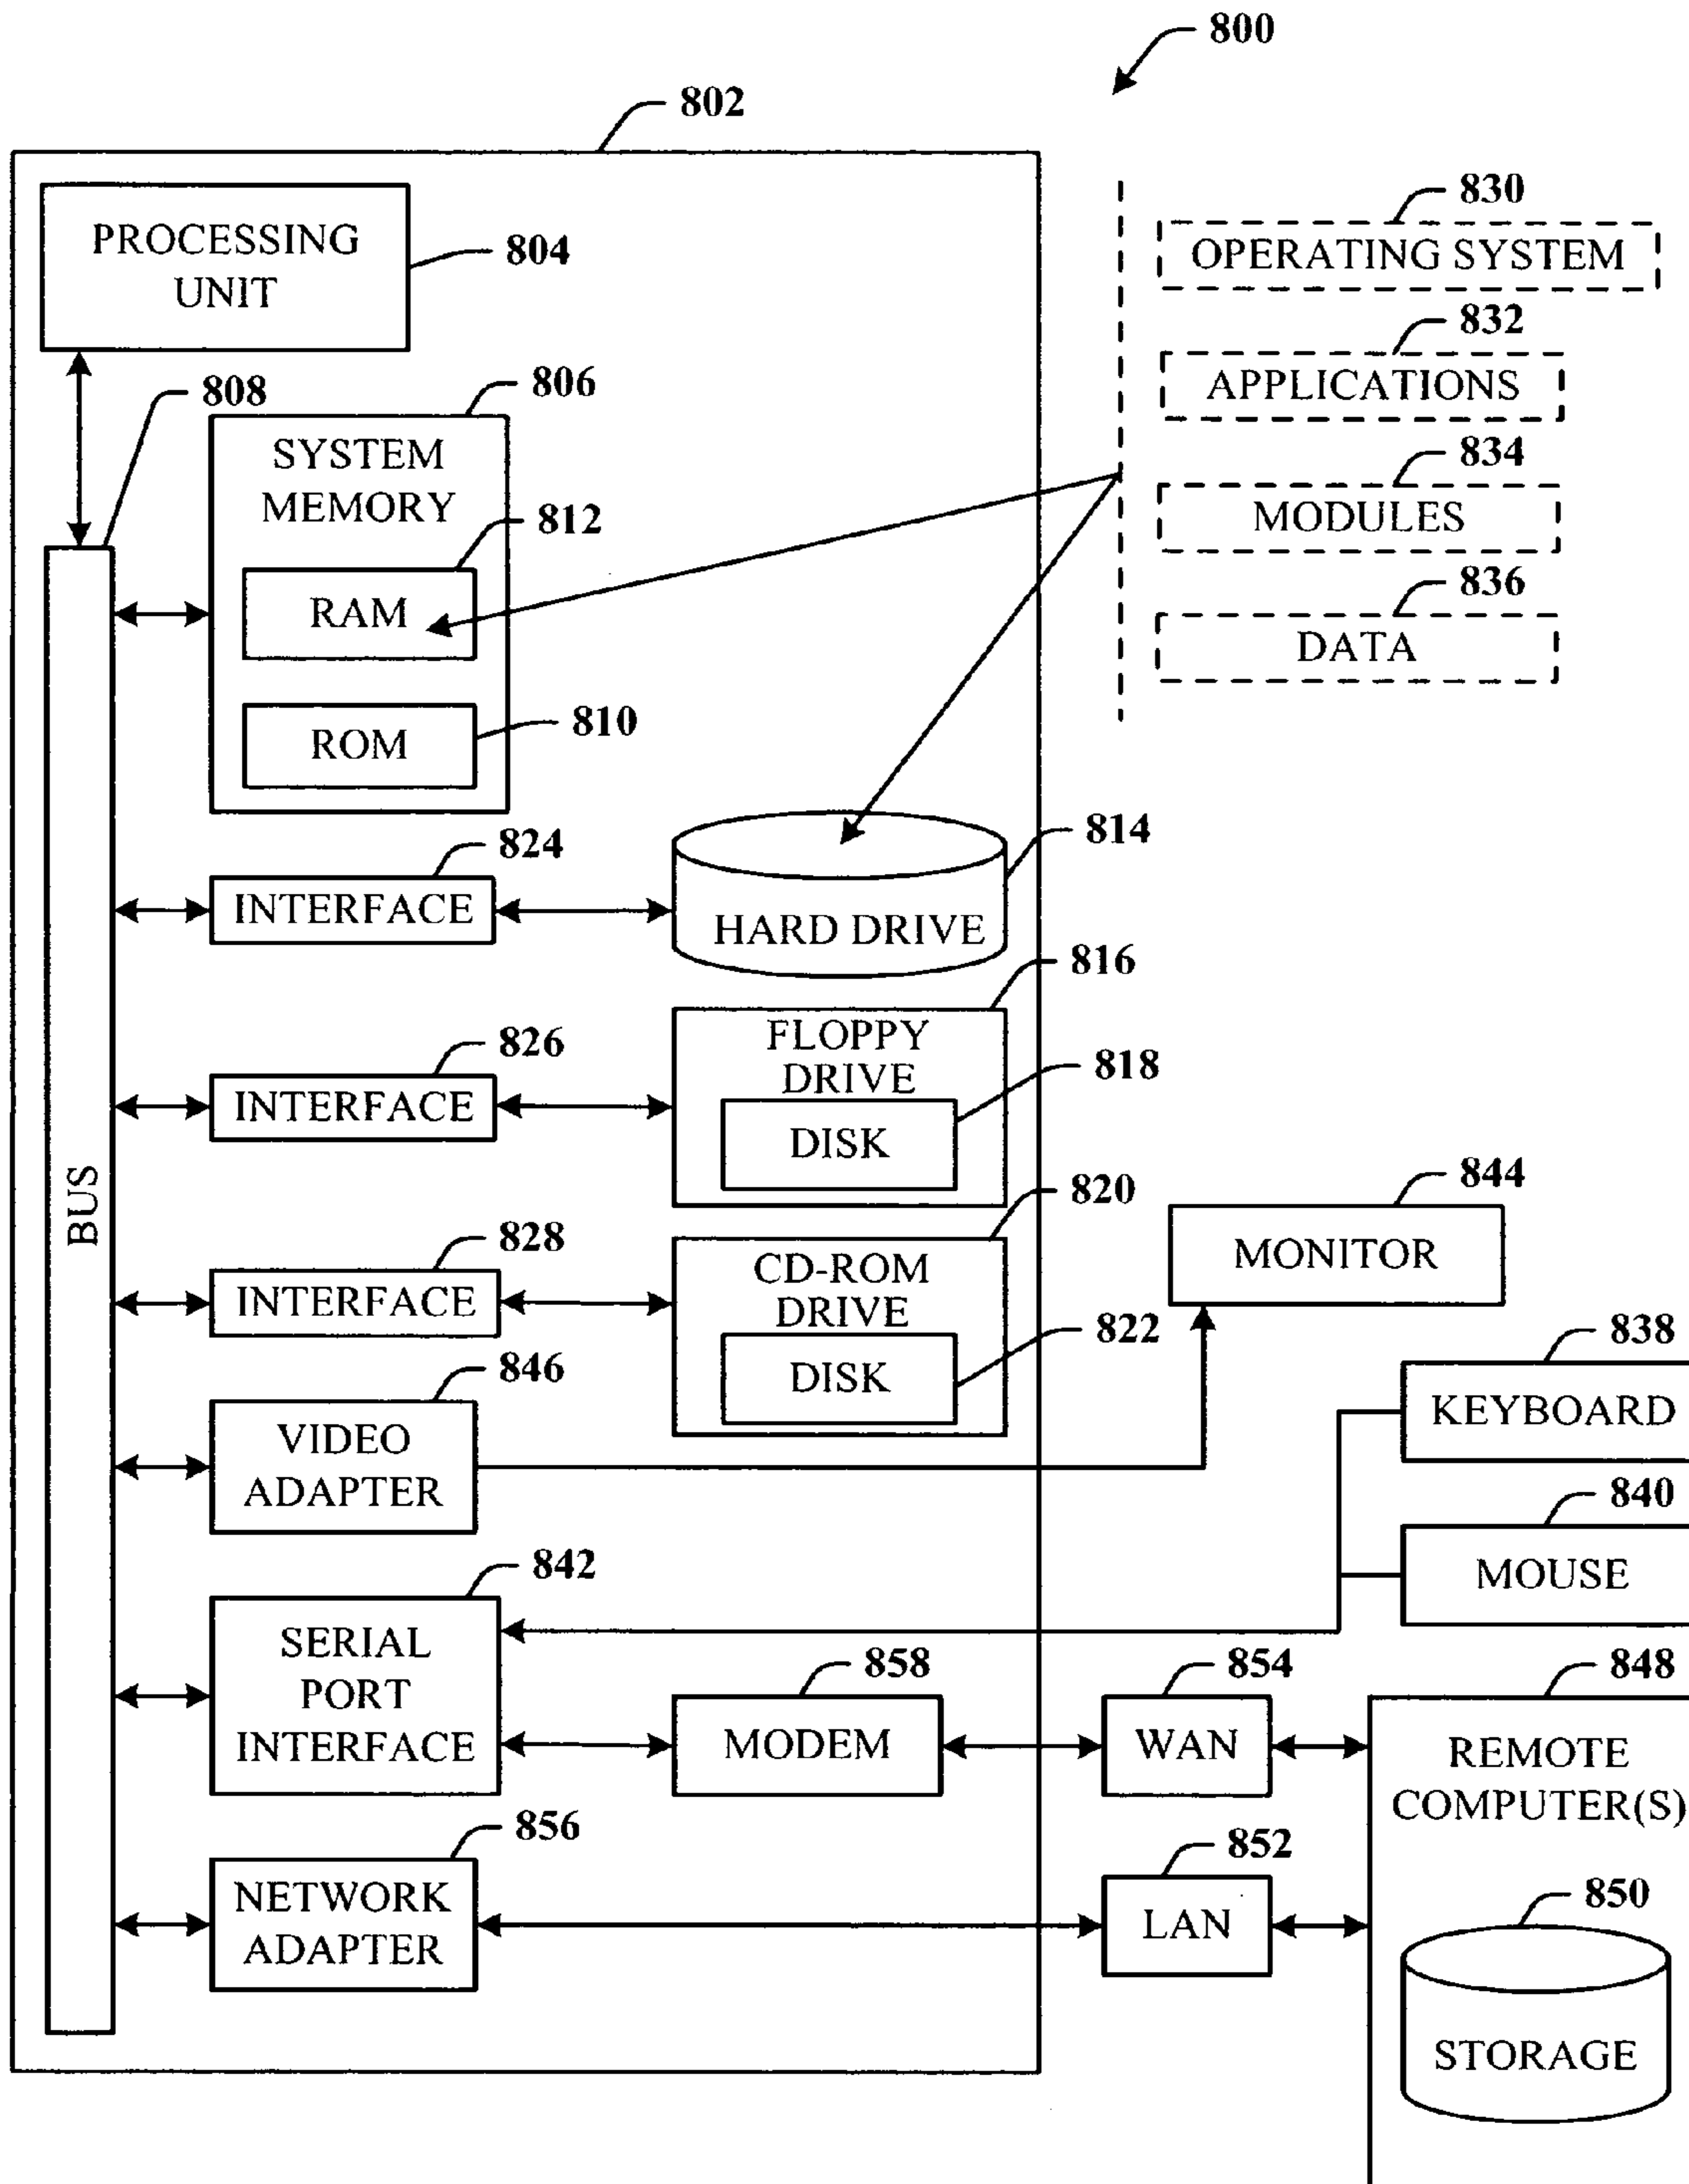 800
802
PROCESSING
UNIT
804
830
OPERATING SYSTEM
832
APPLICATIONS
834
MODULES
836
DATA
808
806
SYSTEM
MEMORY
812
RAM
810
ROM
BUS
824
INTERFACE
814
HARD DRIVE
826
INTERFACE
816
FLOPPY
DRIVE
818
DISK
828
INTERFACE
820
CD-ROM
DRIVE
822
DISK
844
MONITOR
846
VIDEO
ADAPTER
838
KEYBOARD
840
MOUSE
842
SERIAL
PORT
INTERFACE
858
MODEM
854
WAN
848
REMOTE
COMPUTER(S)
856
NETWORK
ADAPTER
852
LAN
850
STORAGE